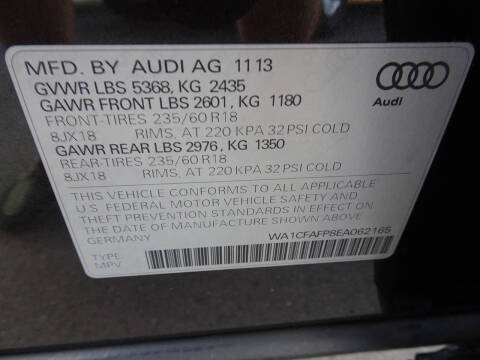 MFD. BY AUDI AG 11 13
GVWR LBS 5368, KG 2435
GAWR FRONT LBS 2601, KG 1180
FRONT-TIRES 235/60 R18
8JX18 RIMS, AT 220 KPA 32 PSI COLD
GAWR REAR LBS 2976, KG 1350
REAR-TIRES 235/60 R18
8JX18 RIMS, AT 220 KPA 32 PSI COLD
THIS VEHICLE CONFORMS TO ALL APPLICABLE
U.S. FEDERAL MOTOR VEHICLE SAFETY AND
THEFT PREVENTION STANDARDS IN EFFECT ON
THE DATE OF MANUFACTURE SHOWN ABOVE.
GERMANY WA1CFAFP8EA062165
TYPE:
MPV
Audi